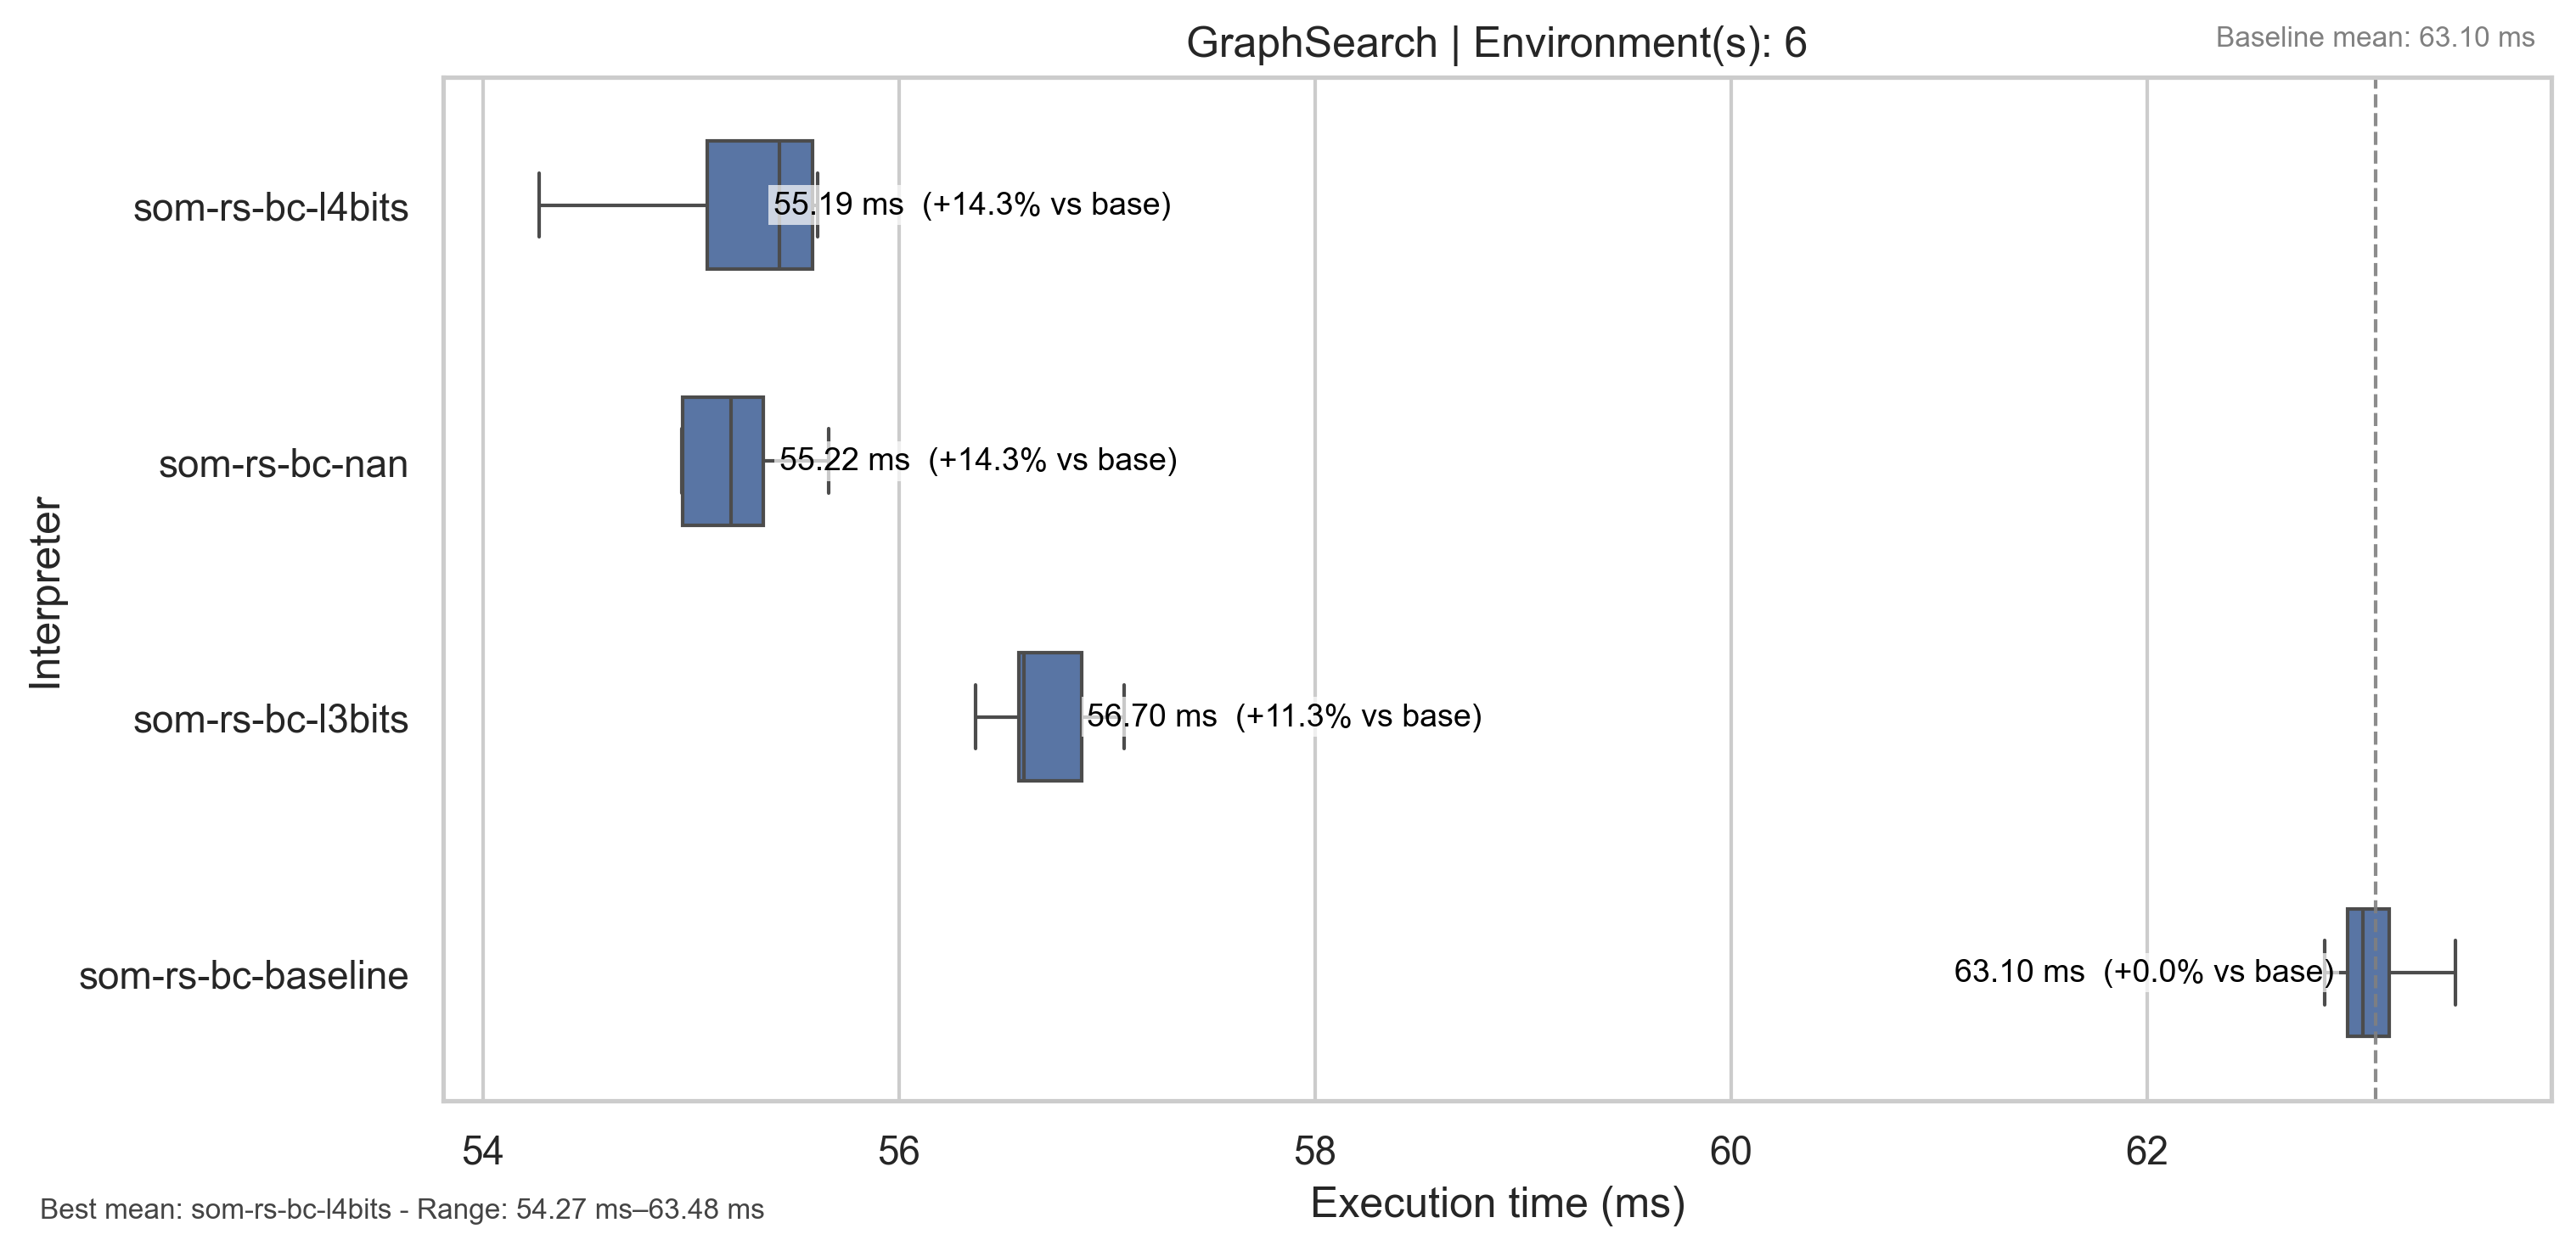 GraphSearch | Environment(s): 6
Baseline mean: 63.10 ms
Interpreter
som-rs-bc-l4bits
55.19 ms (+14.3% vs base)
som-rs-bc-nan
55.22 ms (+14.3% vs base)
som-rs-bc-l3bits
56.70 ms (+11.3% vs base)
som-rs-bc-baseline
63.10 ms (+0.0% vs base)
54 56 58 60 62
Execution time (ms)
Best mean: som-rs-bc-l4bits - Range: 54.27 ms–63.48 ms